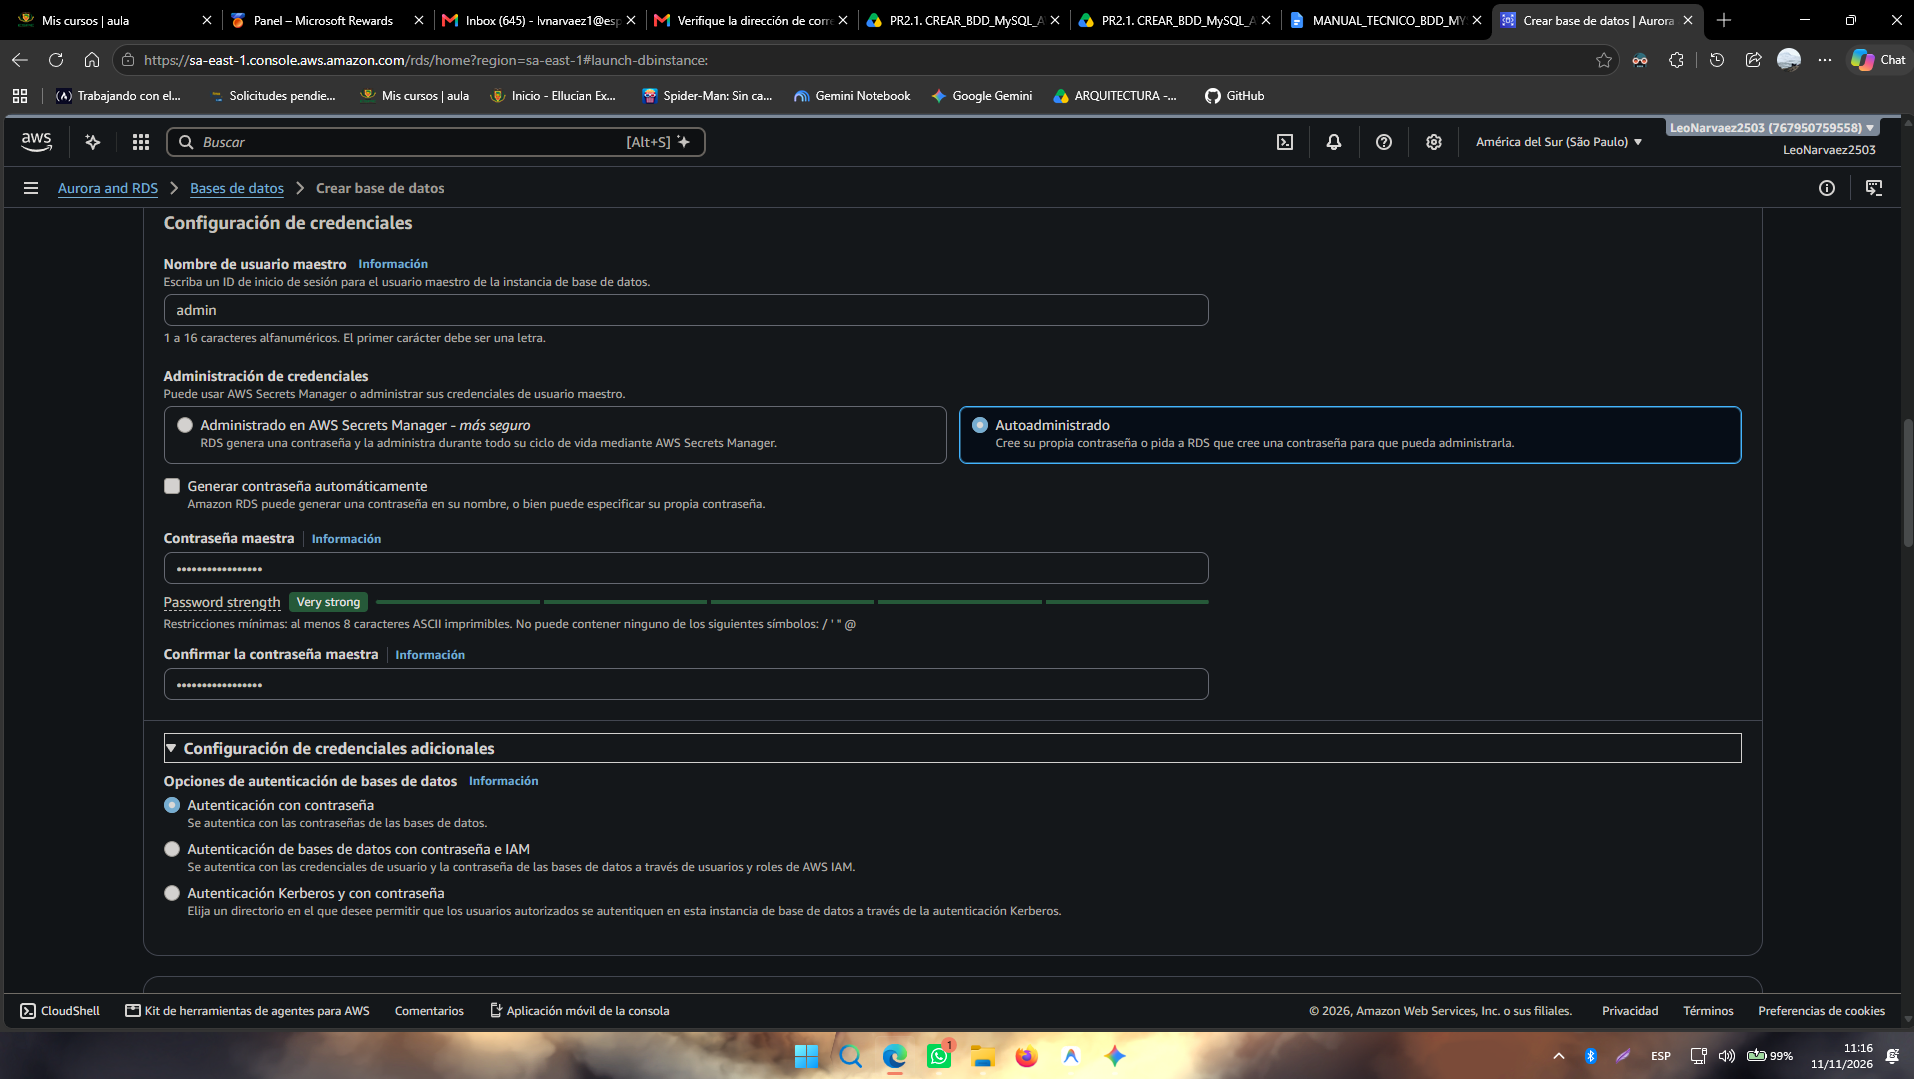 Mis cursos | aula
Panel – Microsoft Rewards
Inbox (645) - lvnarvaez1@esp
Verifique la dirección de corre
PR2.1. CREAR_BDD_MySQL_A
PR2.1. CREAR_BDD_MySQL_A
MANUAL_TECNICO_BDD_MY
Crear base de datos | Aurora
https://sa-east-1.console.aws.amazon.com/rds/home?region=sa-east-1#launch-dbinstance:
Chat
Trabajando con el...
Solicitudes pendie...
Mis cursos | aula
Inicio - Ellucian Ex...
Spider-Man: Sin ca...
Gemini Notebook
Google Gemini
ARQUITECTURA -...
GitHub
aws
Buscar
[Alt+S]
América del Sur (São Paulo)
LeoNarvaez2503 (767950759558)
LeoNarvaez2503
Aurora and RDS
Bases de datos
Crear base de datos
Configuración de credenciales
Nombre de usuario maestro Información
Escriba un ID de inicio de sesión para el usuario maestro de la instancia de base de datos.
admin
1 a 16 caracteres alfanuméricos. El primer carácter debe ser una letra.
Administración de credenciales
Puede usar AWS Secrets Manager o administrar sus credenciales de usuario maestro.
Administrado en AWS Secrets Manager - más seguro
RDS genera una contraseña y la administra durante todo su ciclo de vida mediante AWS Secrets Manager.
Autoadministrado
Cree su propia contraseña o pida a RDS que cree una contraseña para que pueda administrarla.
Generar contraseña automáticamente
Amazon RDS puede generar una contraseña en su nombre, o bien puede especificar su propia contraseña.
Contraseña maestra Información
•••••••••••••••••
Password strength Very strong
Restricciones mínimas: al menos 8 caracteres ASCII imprimibles. No puede contener ninguno de los siguientes símbolos: / ' " @
Confirmar la contraseña maestra Información
•••••••••••••••••
Configuración de credenciales adicionales
Opciones de autenticación de bases de datos Información
Autenticación con contraseña
Se autentica con las contraseñas de las bases de datos.
Autenticación de bases de datos con contraseña e IAM
Se autentica con las credenciales de usuario y la contraseña de las bases de datos a través de usuarios y roles de AWS IAM.
Autenticación Kerberos y con contraseña
Elija un directorio en el que desee permitir que los usuarios autorizados se autentiquen en esta instancia de base de datos a través de la autenticación Kerberos.
CloudShell
Kit de herramientas de agentes para AWS
Comentarios
Aplicación móvil de la consola
© 2026, Amazon Web Services, Inc. o sus filiales.
Privacidad
Términos
Preferencias de cookies
1
ESP
99%
11:16
11/11/2026